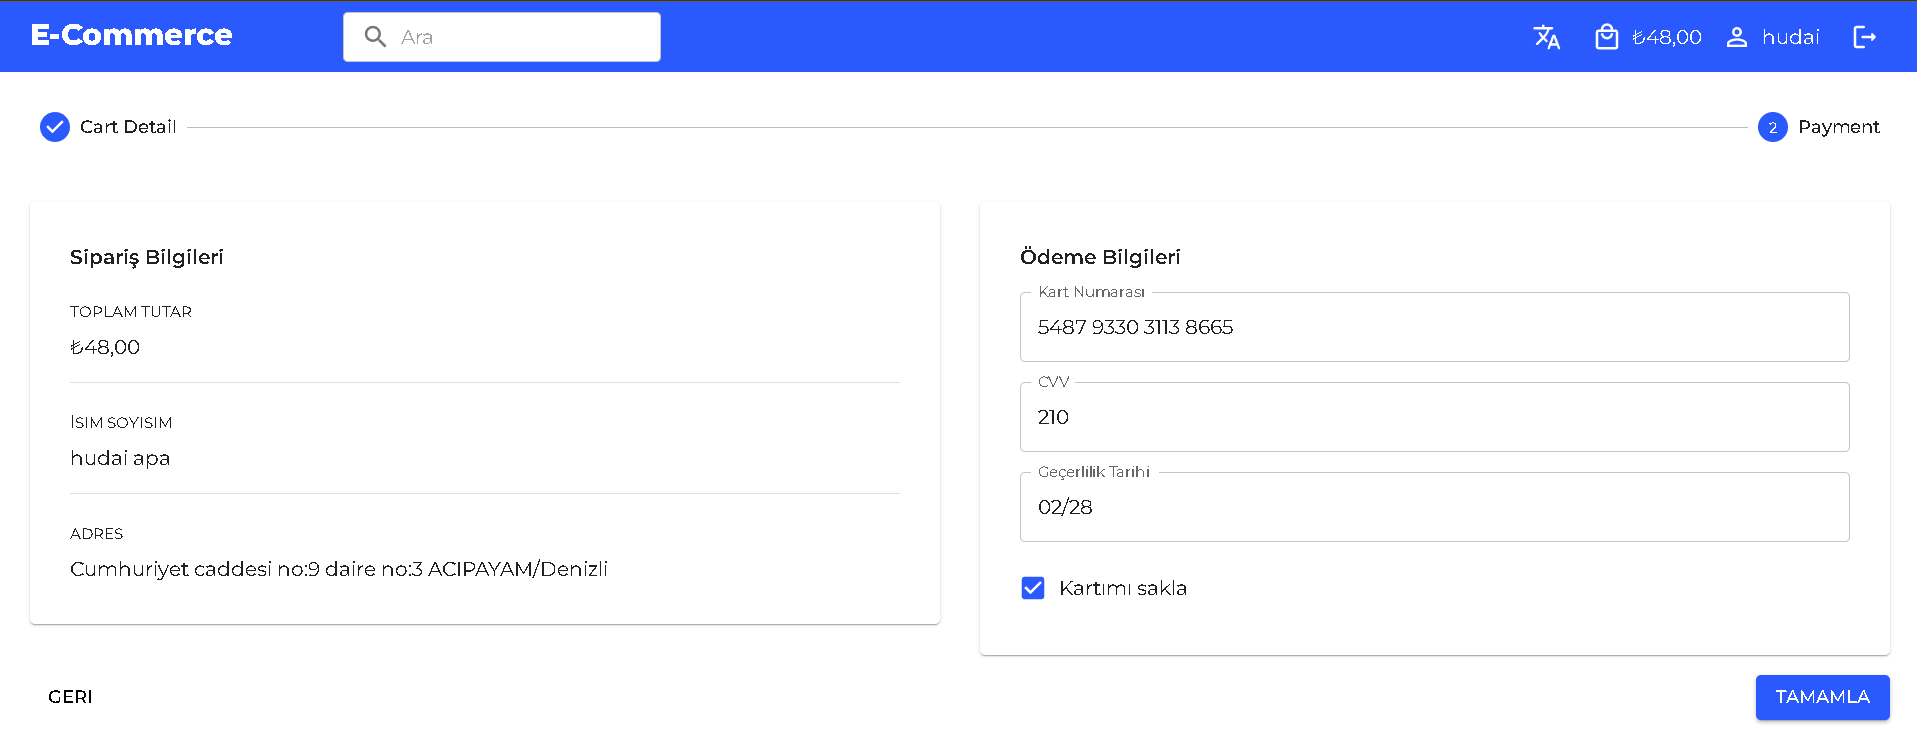 E-Commerce
Ara
₺48,00
hudai
Cart Detail
2
Payment
Sipariş Bilgileri
TOPLAM TUTAR
₺48,00
İSIM SOYISIM
hudai apa
ADRES
Cumhuriyet caddesi no:9 daire no:3 ACIPAYAM/Denizli
Ödeme Bilgileri
Kart Numarası
5487 9330 3113 8665
CVV
210
Geçerlilik Tarihi
02/28
Kartımı sakla
GERI
TAMAMLA